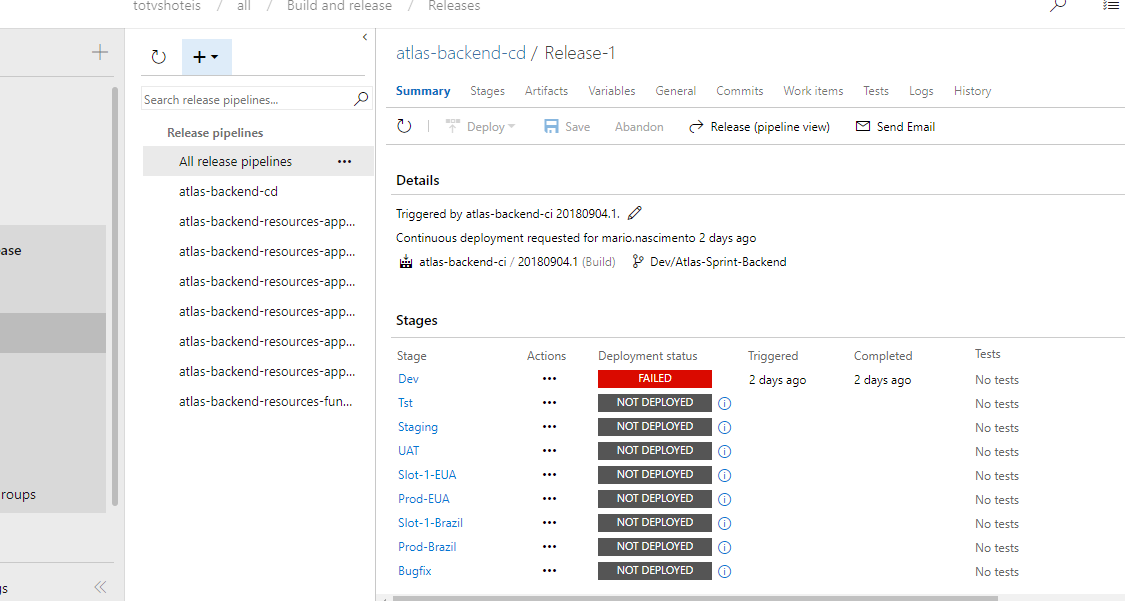 totvshoteis / all / Build and release / Releases
Search release pipelines...
Release pipelines
All release pipelines
atlas-backend-cd
atlas-backend-resources-app...
atlas-backend-resources-app...
atlas-backend-resources-app...
atlas-backend-resources-app...
atlas-backend-resources-app...
atlas-backend-resources-app...
atlas-backend-resources-fun...
ase
roups
gs
atlas-backend-cd / Release-1
Summary Stages Artifacts Variables General Commits Work items Tests Logs History
Deploy Save Abandon Release (pipeline view) Send Email
Details
Triggered by atlas-backend-ci 20180904.1.
Continuous deployment requested for mario.nascimento 2 days ago
atlas-backend-ci / 20180904.1 (Build) Dev/Atlas-Sprint-Backend
Stages
Stage Actions Deployment status Triggered Completed Tests
Dev ... FAILED 2 days ago 2 days ago No tests
Tst ... NOT DEPLOYED No tests
Staging ... NOT DEPLOYED No tests
UAT ... NOT DEPLOYED No tests
Slot-1-EUA ... NOT DEPLOYED No tests
Prod-EUA ... NOT DEPLOYED No tests
Slot-1-Brazil ... NOT DEPLOYED No tests
Prod-Brazil ... NOT DEPLOYED No tests
Bugfix ... NOT DEPLOYED No tests